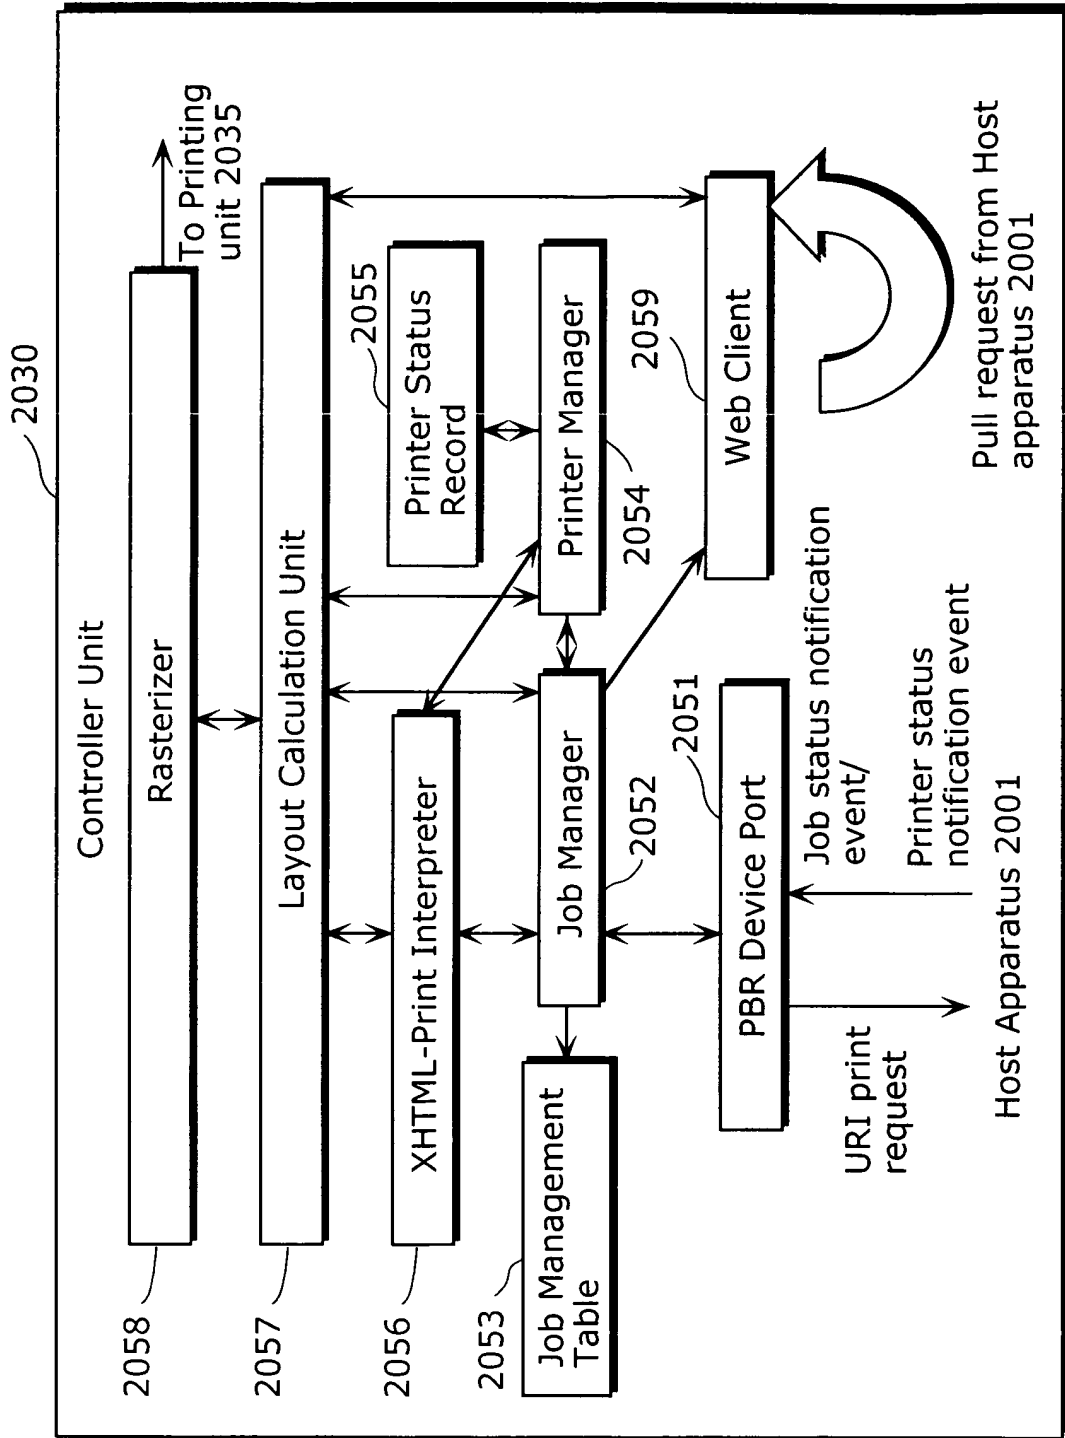 2030
Controller Unit
2058
Rasterizer
To Printing
unit 2035
2057
Layout Calculation Unit
2056
XHTML-Print Interpreter
Printer Status
Record
2055
2053
Job Management
Table
Job Manager
2052
Printer Manager
2054
2051
PBR Device Port
2059
Web Client
URI print
request
Job status notification
event/
Printer status
notification event
Host Apparatus 2001
Pull request from Host
apparatus 2001